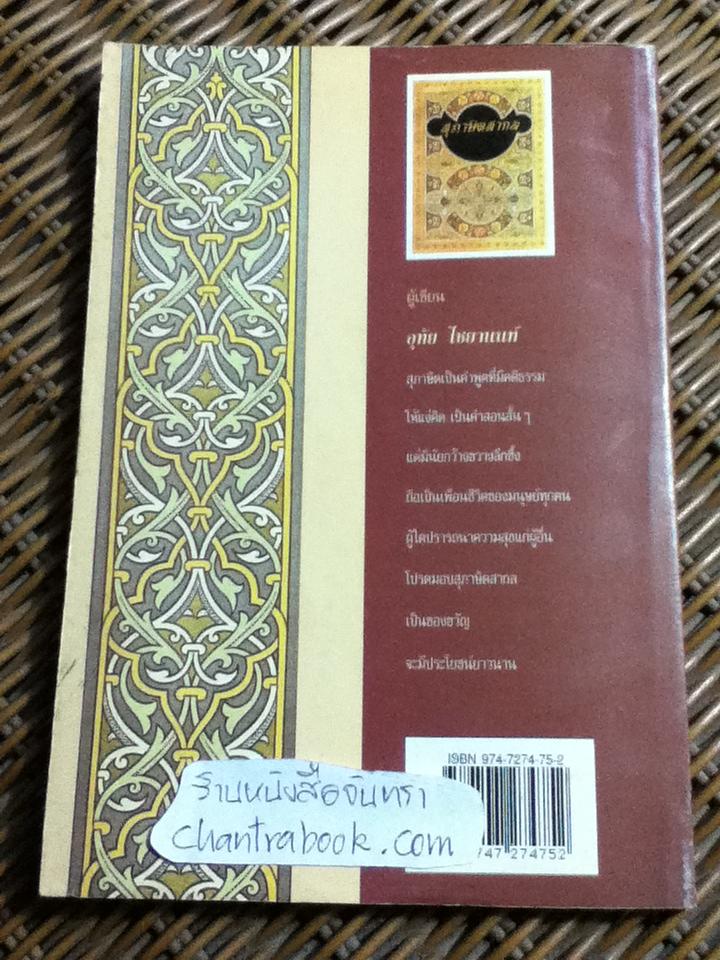 สุภาษิตสากล
ผู้เขียน
อุทัย ไชยานนท์
สุภาษิตเป็นคำพูดที่มีคติธรรม
ให้แง่คิด เป็นคำสอนสั้น ๆ
แต่มีนัยกว้างขวางลึกซึ้ง
ถือเป็นเพื่อนชีวิตของมนุษย์ทุกคน
ผู้ใดปรารถนาความสุขแก่ผู้อื่น
โปรดมอบสุภาษิตสากล
เป็นของขวัญ
จะมีประโยชน์ยาวนาน
ISBN 974-7274-75-2
747 274752
ร้านหนังสือจันทรา
chantrabook.com